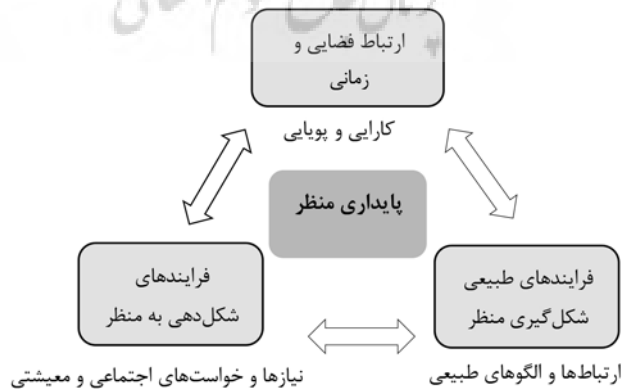 ارتباط فضایی و
زمانی
کارایی و پویایی
پایداری منظر
فرایندهای طبیعی
شکل‌گیری منظر
ارتباط‌ها و الگوهای طبیعی
فرایندهای
شکل‌دهی به منظر
نیازها و خواست‌های اجتماعی و معیشتی